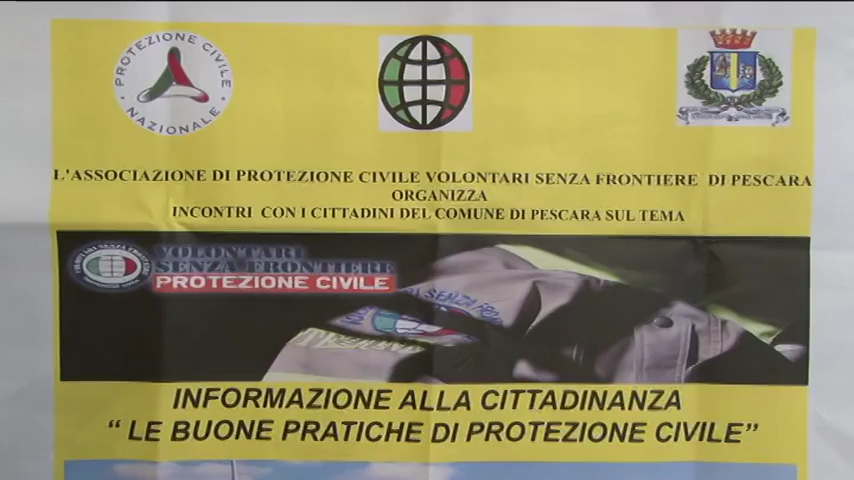 PROTEZIONE CIVILE
NAZIONALE
L'ASSOCIAZIONE DI PROTEZIONE CIVILE VOLONTARI SENZA FRONTIERE DI PESCARA
ORGANIZZA
INCONTRI CON I CITTADINI DEL COMUNE DI PESCARA SUL TEMA
VOLONTARI
SENZA FRONTIERE
PROTEZIONE CIVILE
INFORMAZIONE ALLA CITTADINANZA
“ LE BUONE PRATICHE DI PROTEZIONE CIVILE”